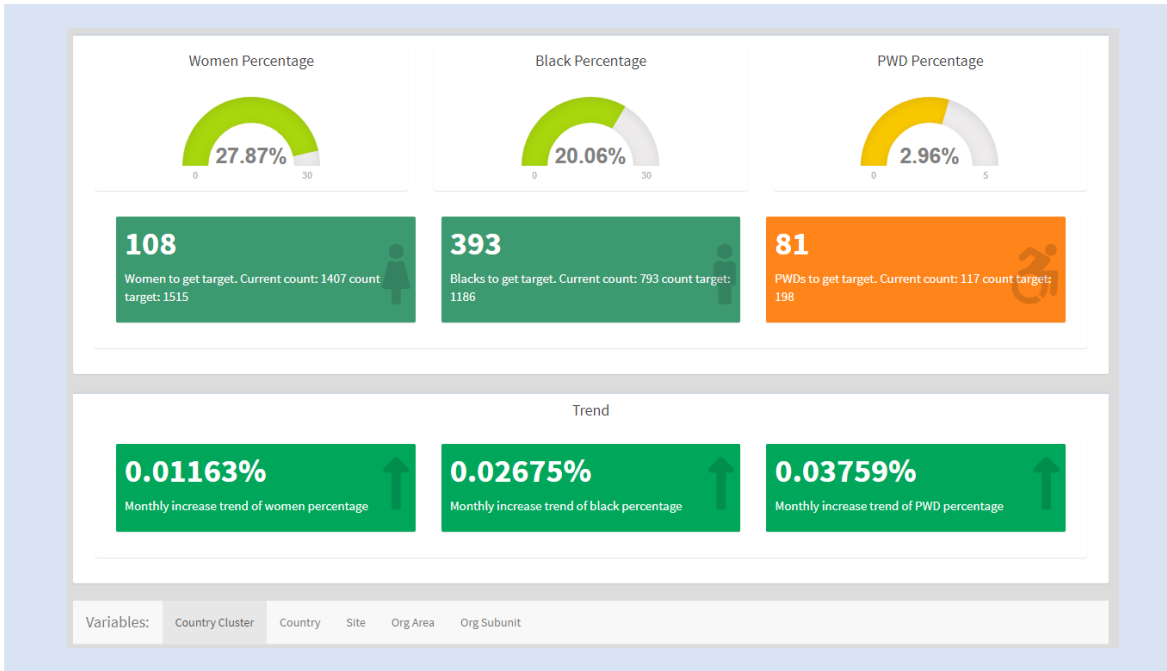 Women Percentage
Black Percentage
PWD Percentage
27.87%
0
30
20.06%
0
30
2.96%
0
5
108
Women to get target. Current count: 1407 count
target: 1515
393
Blacks to get target. Current count: 793 count target:
1186
81
PWDs to get target. Current count: 117 count target:
198
Trend
0.01163%
Monthly increase trend of women percentage
0.02675%
Monthly increase trend of black percentage
0.03759%
Monthly increase trend of PWD percentage
Variables:
Country Cluster
Country
Site
Org Area
Org Subunit